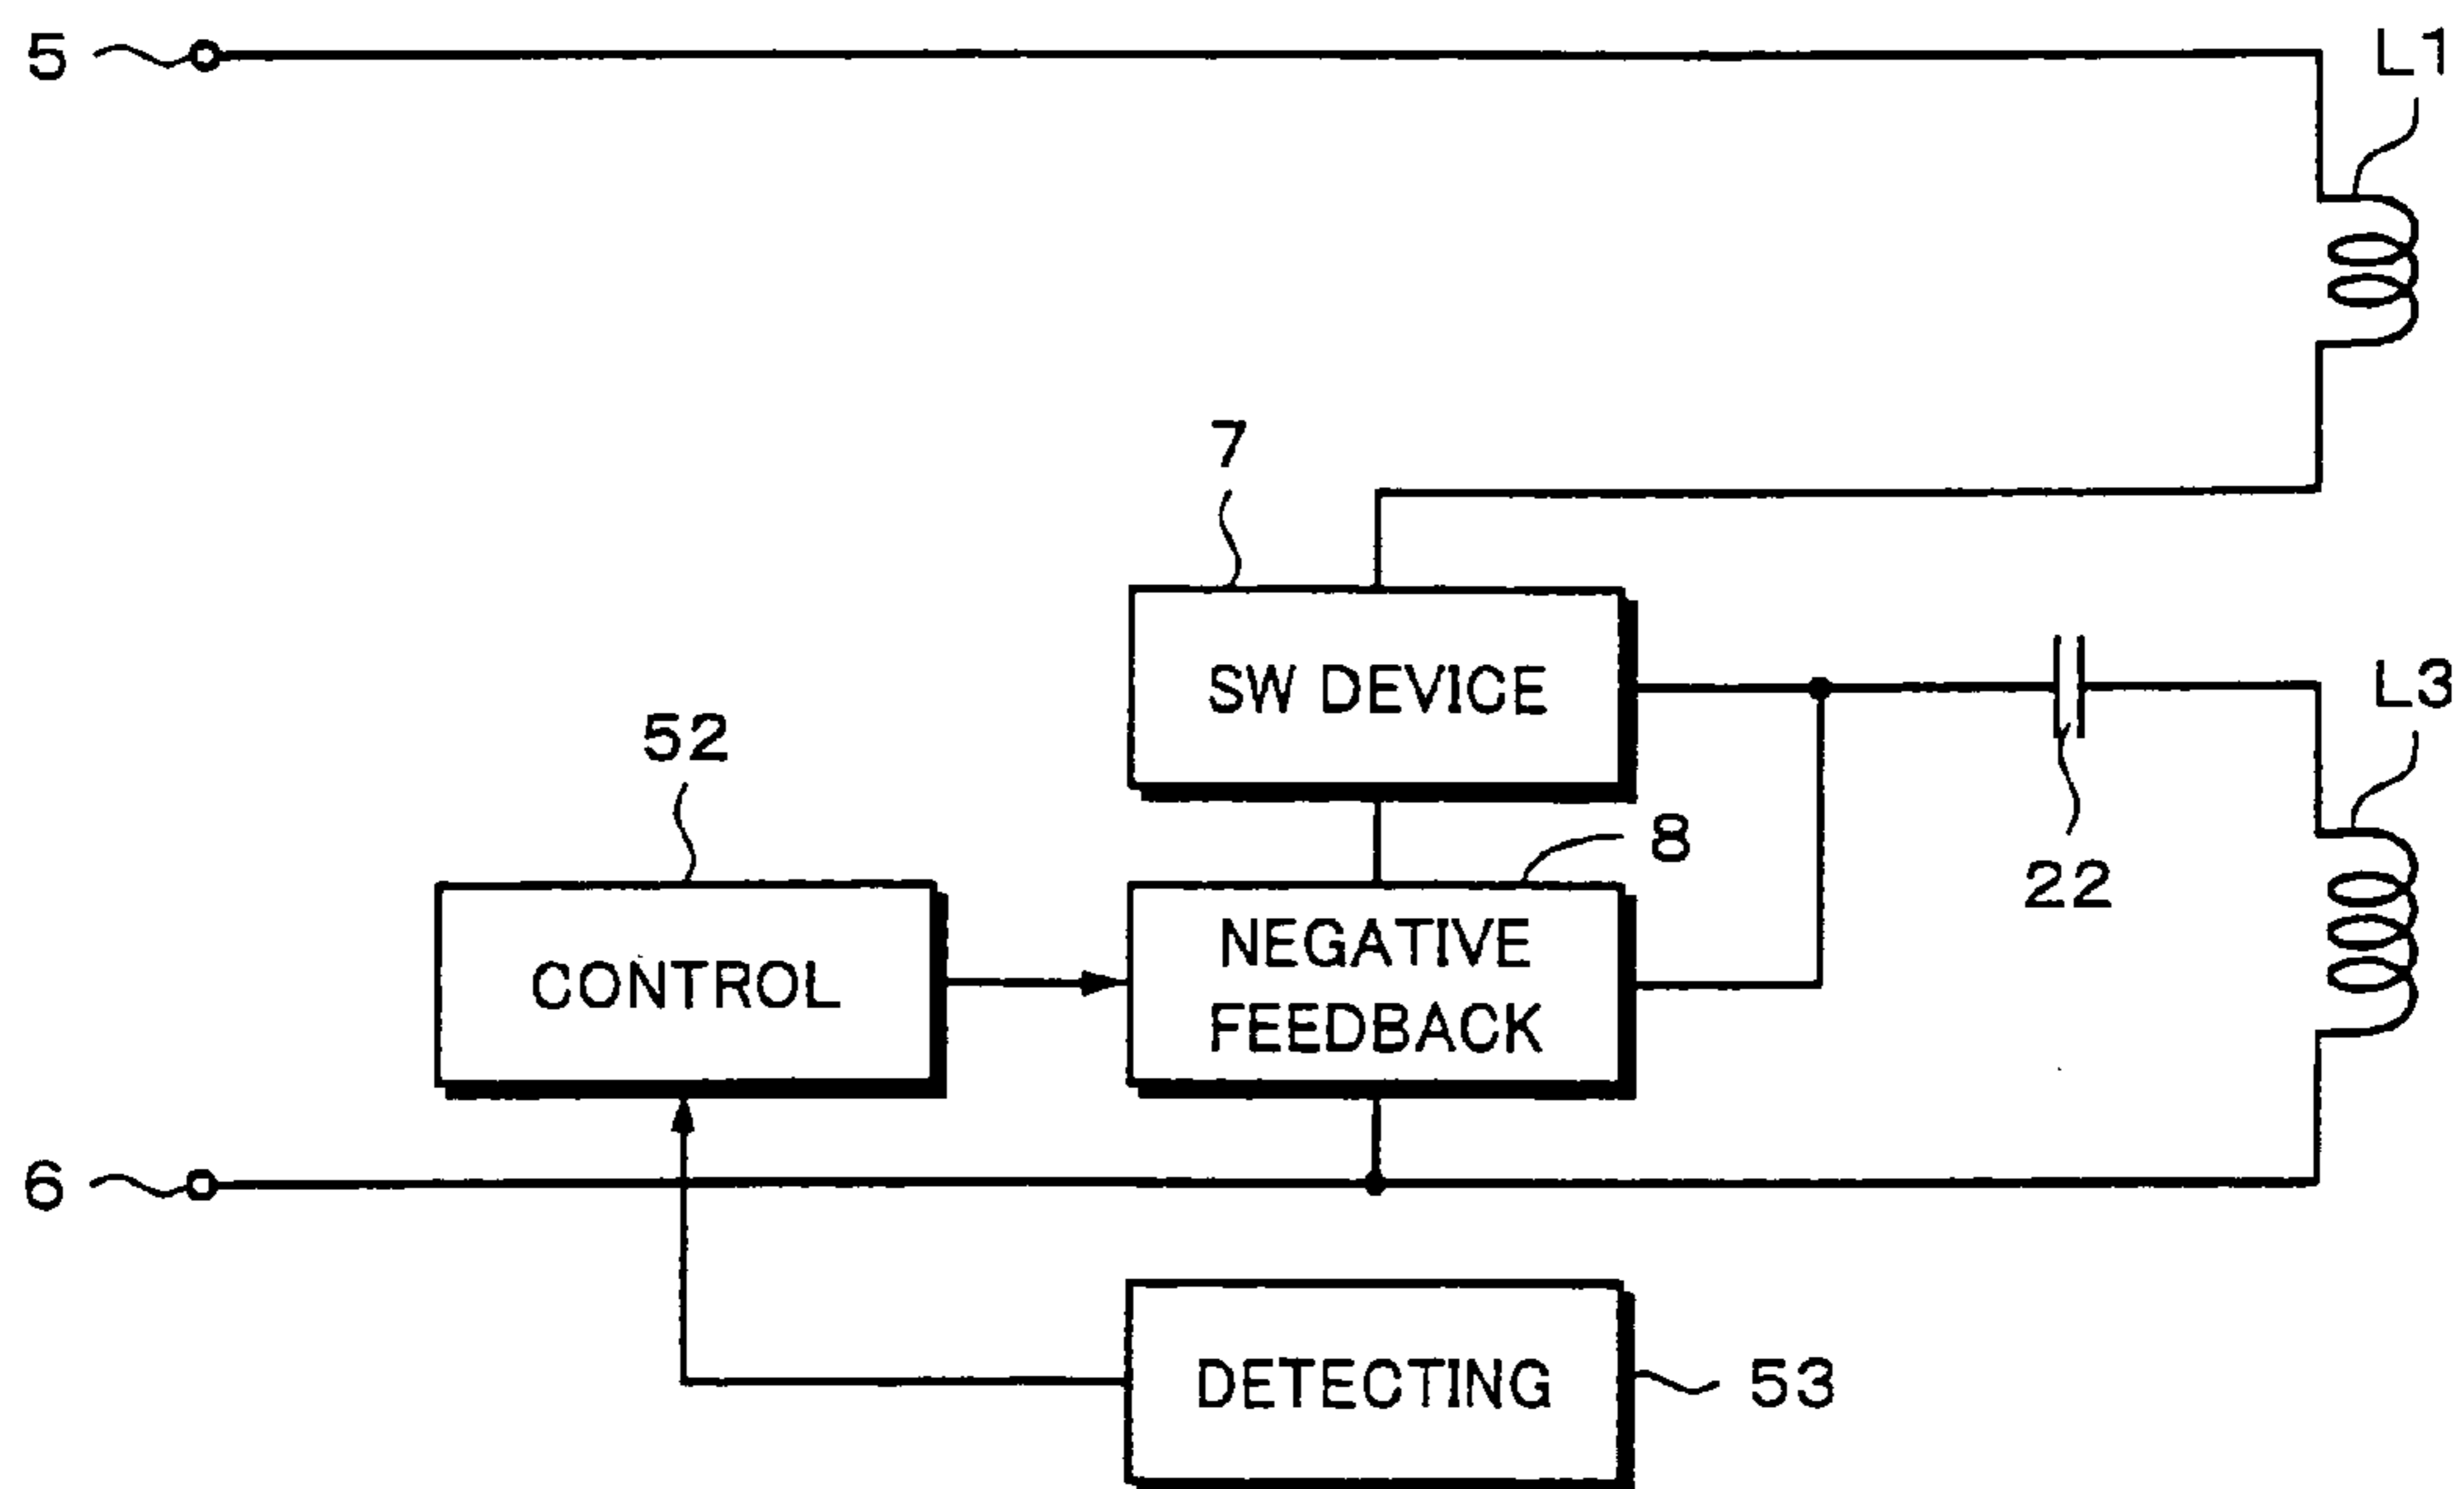 5
L1
7
SW DEVICE
L3
52
8
22
CONTROL
NEGATIVE
FEEDBACK
6
DETECTING
53